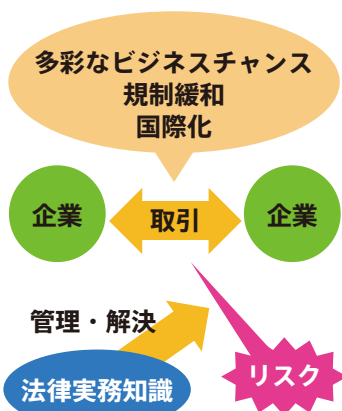 多彩なビジネスチャンス
規制緩和
国際化
企業
取引
企業
管理・解決
リスク
法律実務知識